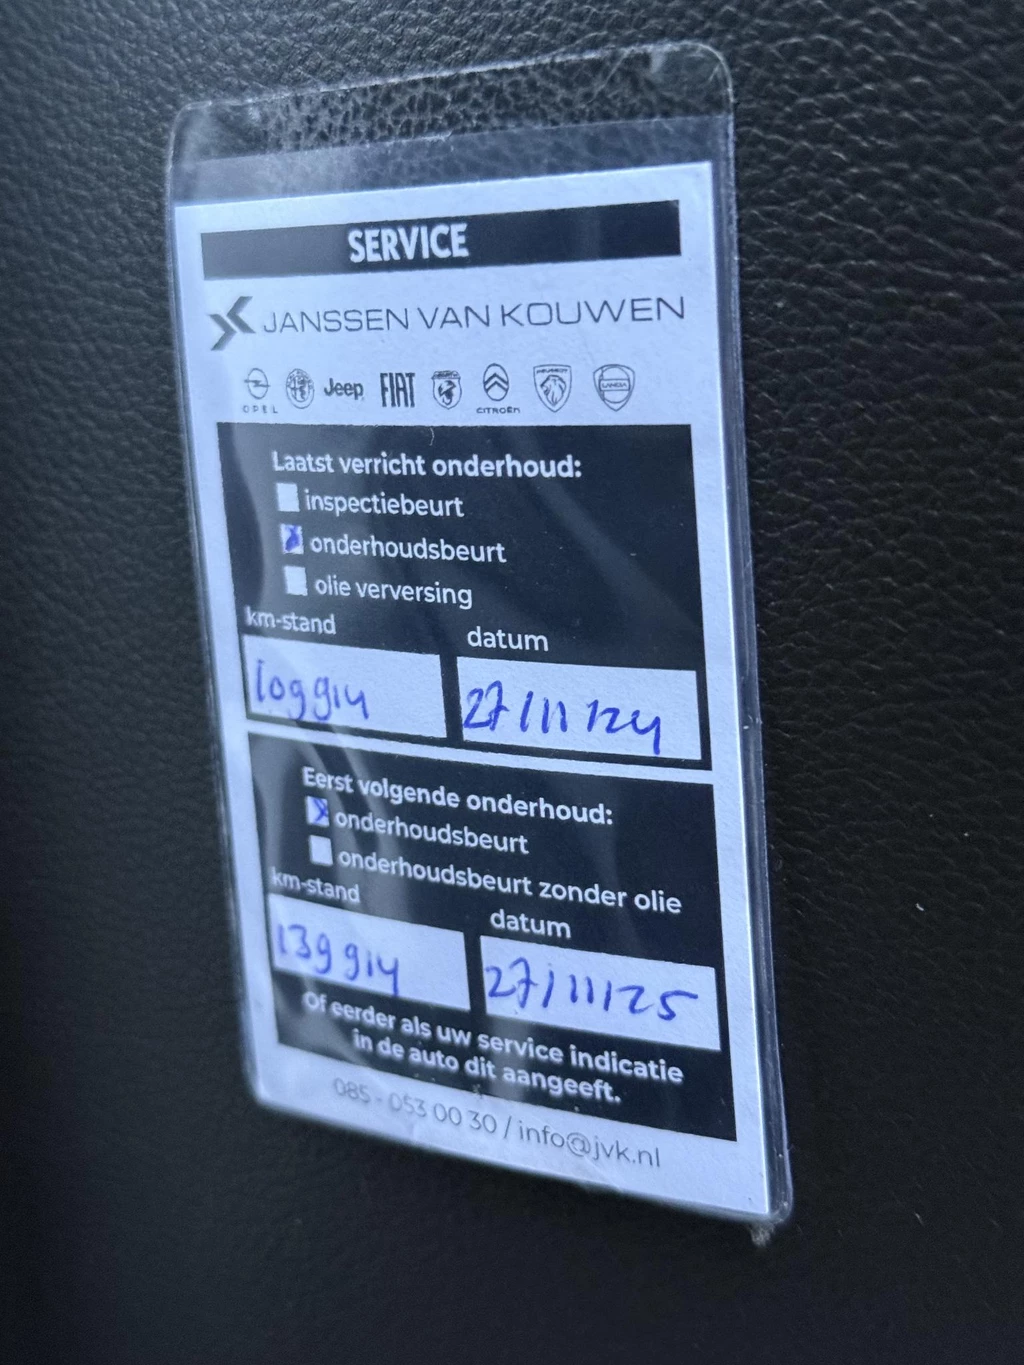 SERVICE
JANSSEN VAN KOUWEN
OPEL Jeep FIAT CITROËN PEUGEOT LANCIA
Laatst verricht onderhoud:
inspectiebeurt
onderhoudsbeurt
olie verversing
km-stand datum
109914 27/11/24
Eerst volgende onderhoud:
onderhoudsbeurt
onderhoudsbeurt zonder olie
km-stand datum
139914 27/11/25
Of eerder als uw service indicatie
in de auto dit aangeeft.
085 - 053 00 30 / info@jvk.nl